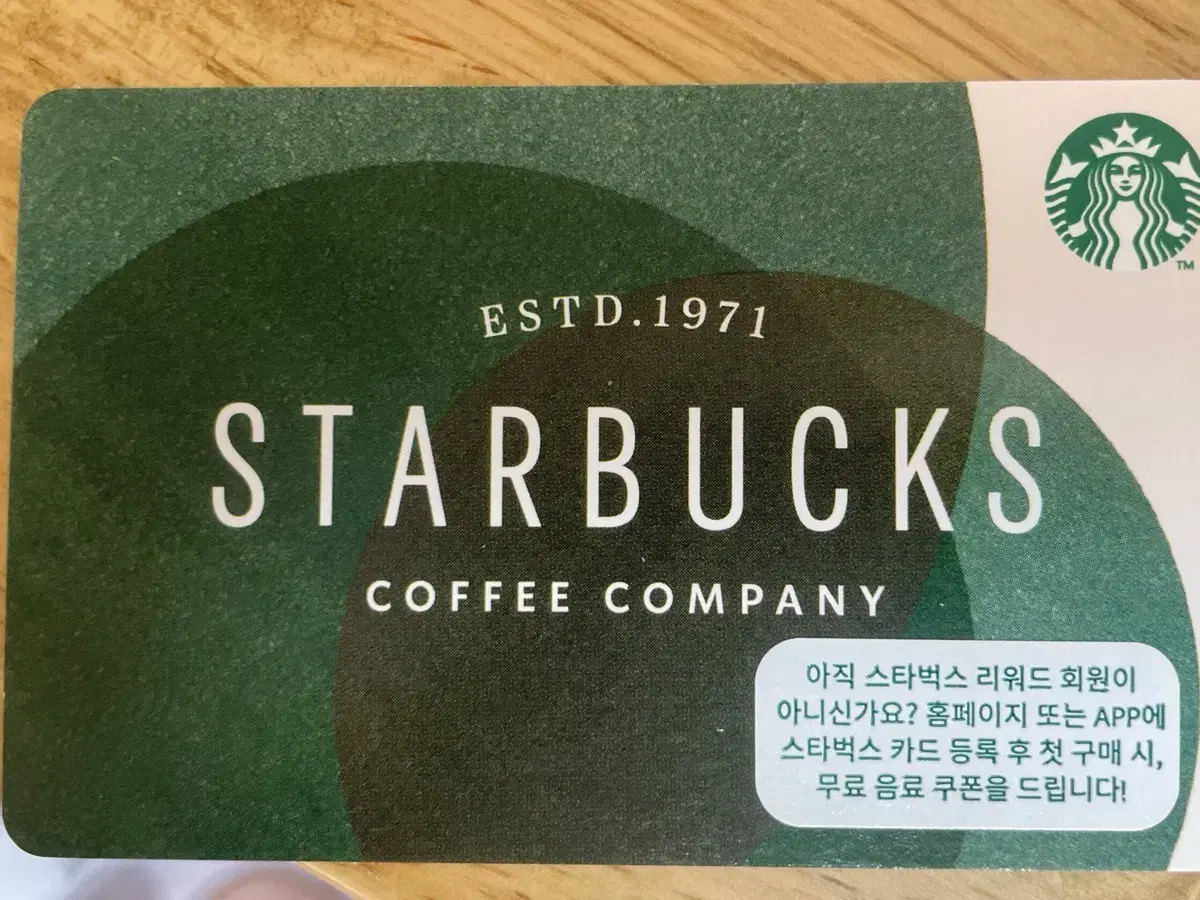 ESTD.1971
STARBUCKS
COFFEE COMPANY
TM
아직 스타벅스 리워드 회원이
아니신가요? 홈페이지 또는 APP에
스타벅스 카드 등록 후 첫 구매 시,
무료 음료 쿠폰을 드립니다!